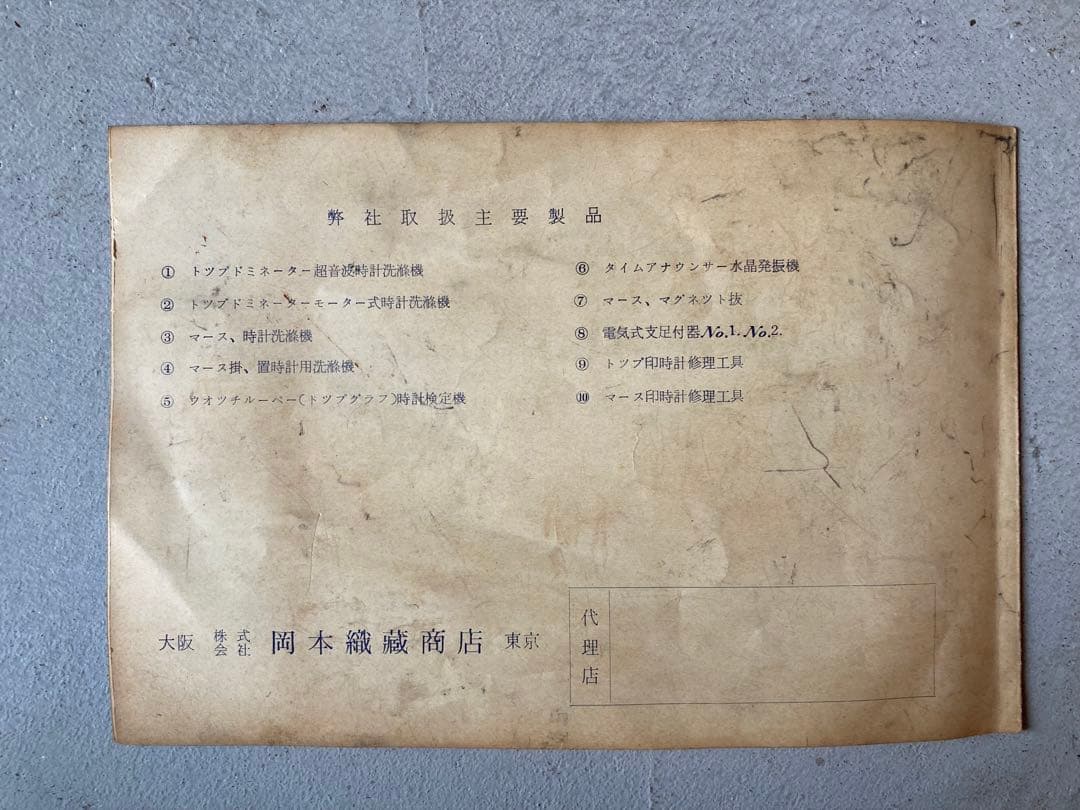 弊社取扱主要製品
① トツプドミネーター超音波時計洗滌機
② トツプドミネーターモーター式時計洗滌機
③ マース、時計洗滌機
④ マース掛、置時計用洗滌機
⑤ ウオツチルーペー(トツプグラフ)時計検定機
⑥ タイムアナウンサー水晶発振機
⑦ マース、マグネツト抜
⑧ 電気式支足付器No.1.No.2.
⑨ トツプ印時計修理工具
⑩ マース印時計修理工具
大阪 株式会社 岡本織藏商店 東京
代理店